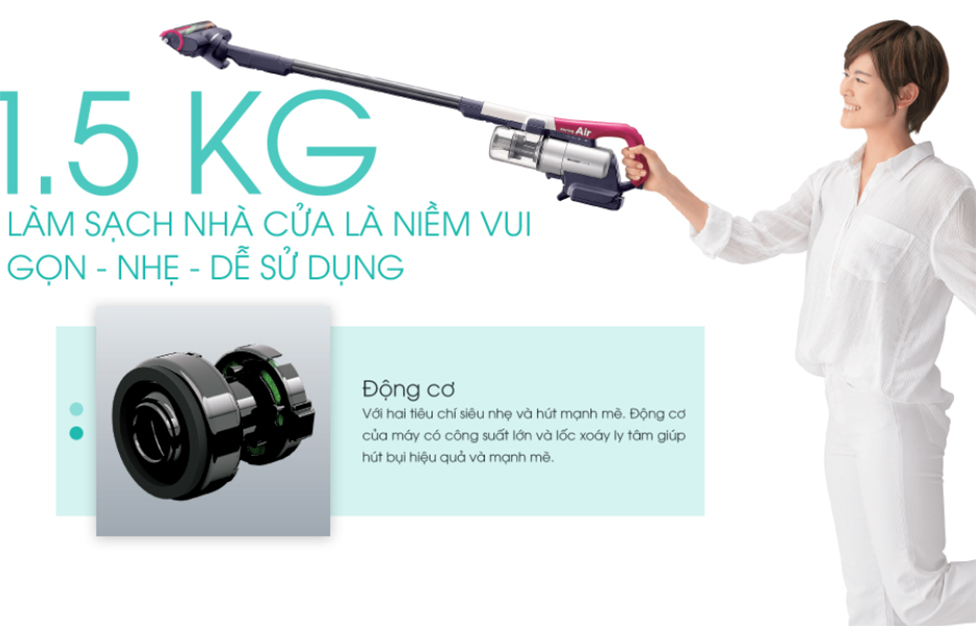 1.5 KG
LÀM SẠCH NHÀ CỬA LÀ NIỀM VUI
GỌN - NHẸ - DỄ SỬ DỤNG
Air
Động cơ
Với hai tiêu chí siêu nhẹ và hút mạnh mẽ. Động cơ
của máy có công suất lớn và lốc xoáy ly tâm giúp
hút bụi hiệu quả và mạnh mẽ.